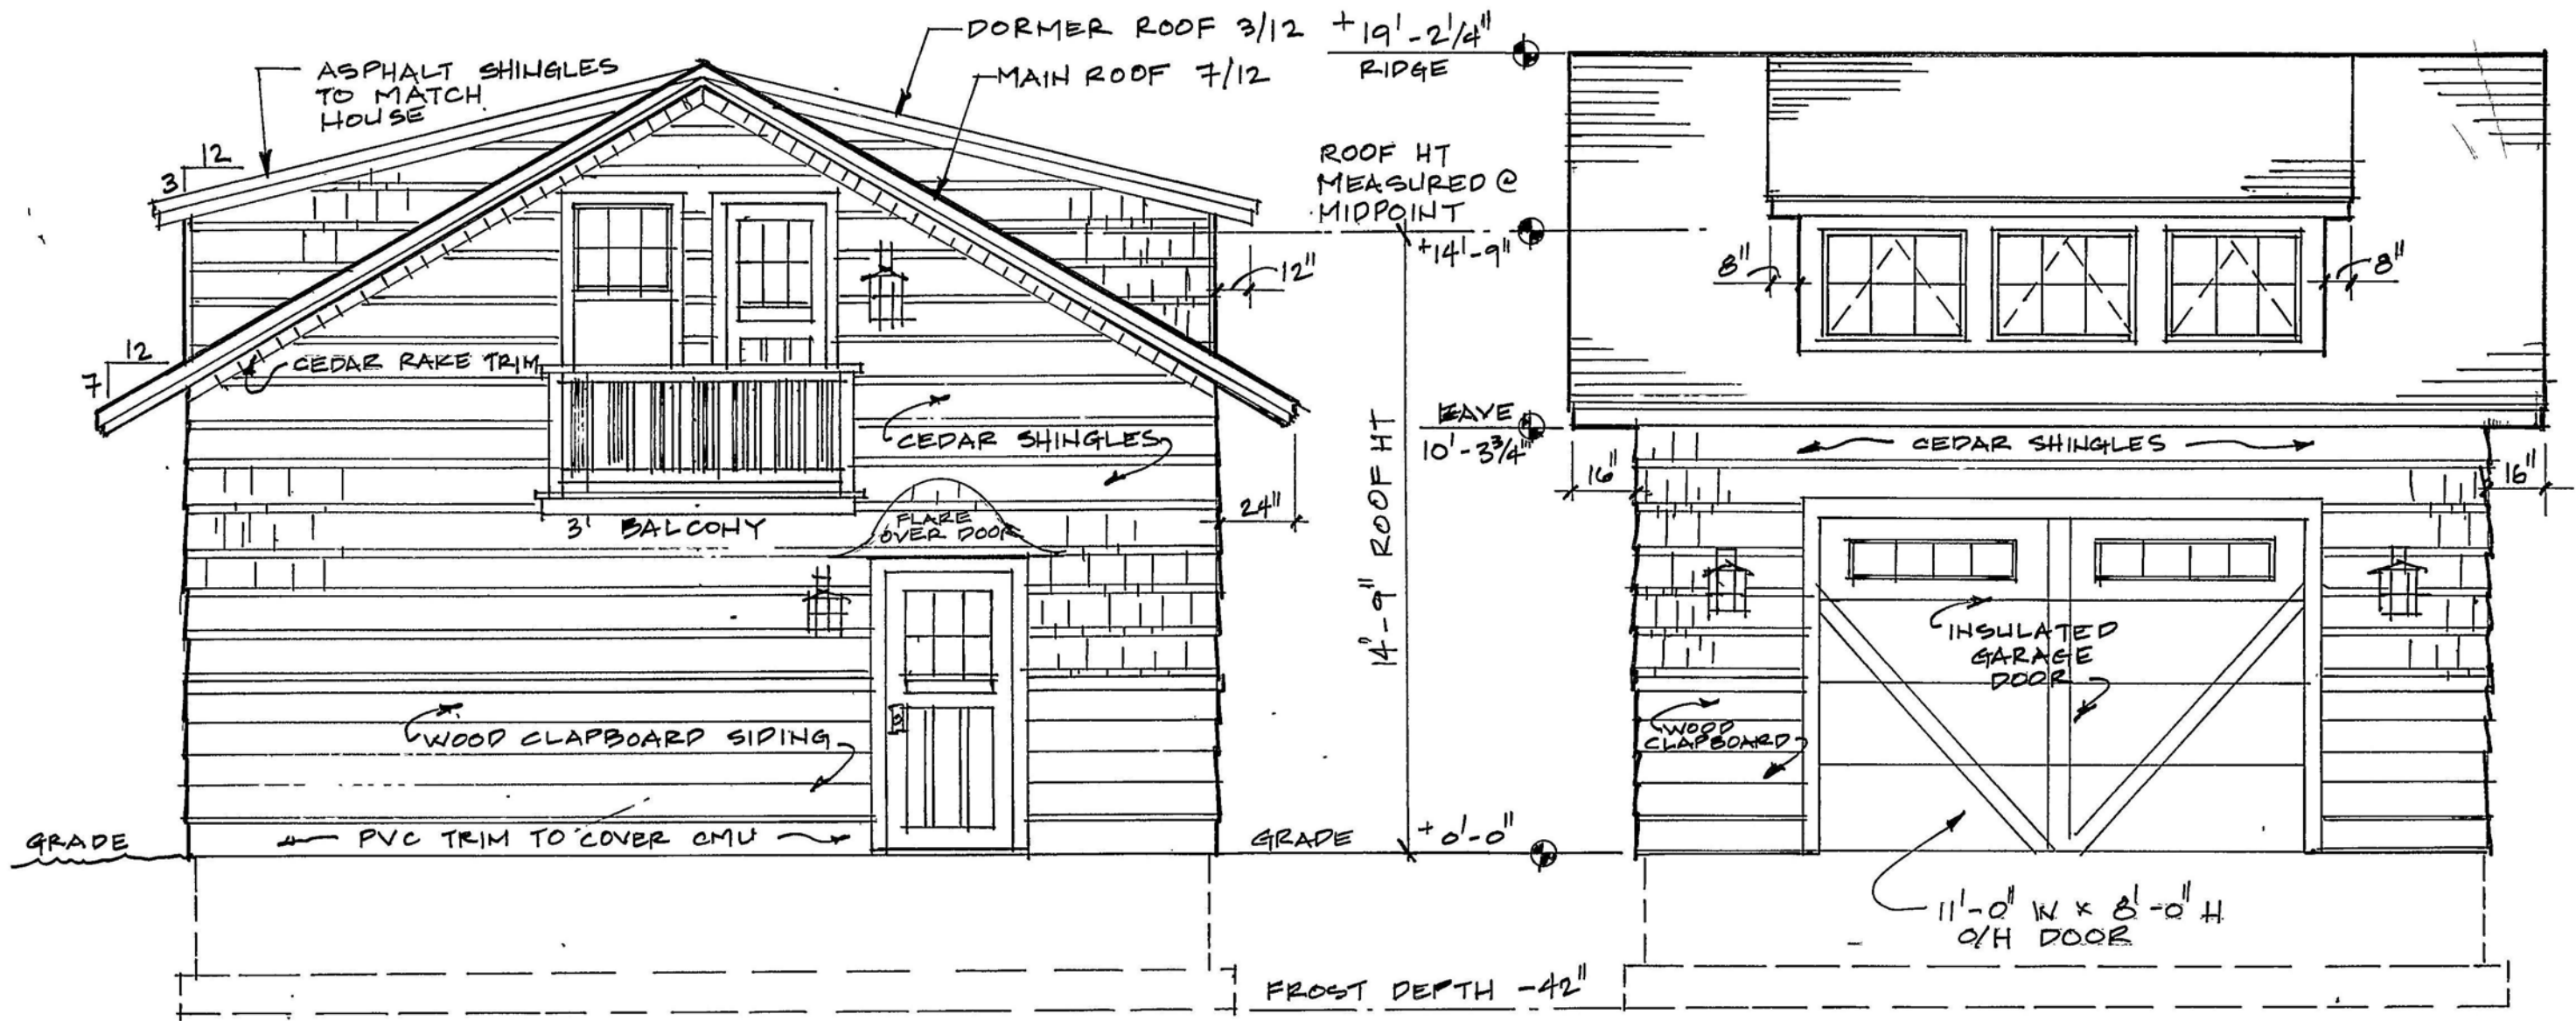 DORMER ROOF 3/12
MAIN ROOF 7/12
ASPHALT SHINGLES
TO MATCH
HOUSE
12
3
12
7
CEDAR RAKE TRIM
CEDAR SHINGLES
12"
24"
3' BALCONY
FLARE
OVER DOOR
WOOD CLAPBOARD SIDING
PVC TRIM TO COVER CMU
GRADE
GRADE
+19'-2 1/4"
RIDGE
ROOF HT
MEASURED @
MIDPOINT
+14'-9"
EAVE
10'-3 3/4"
14'-9" ROOF HT
+0'-0"
FROST DEPTH -42"
8"
8"
CEDAR SHINGLES
16"
16"
INSULATED
GARAGE
DOOR
WOOD
CLAPBOARD
11'-0" W x 8'-0" H
O/H DOOR